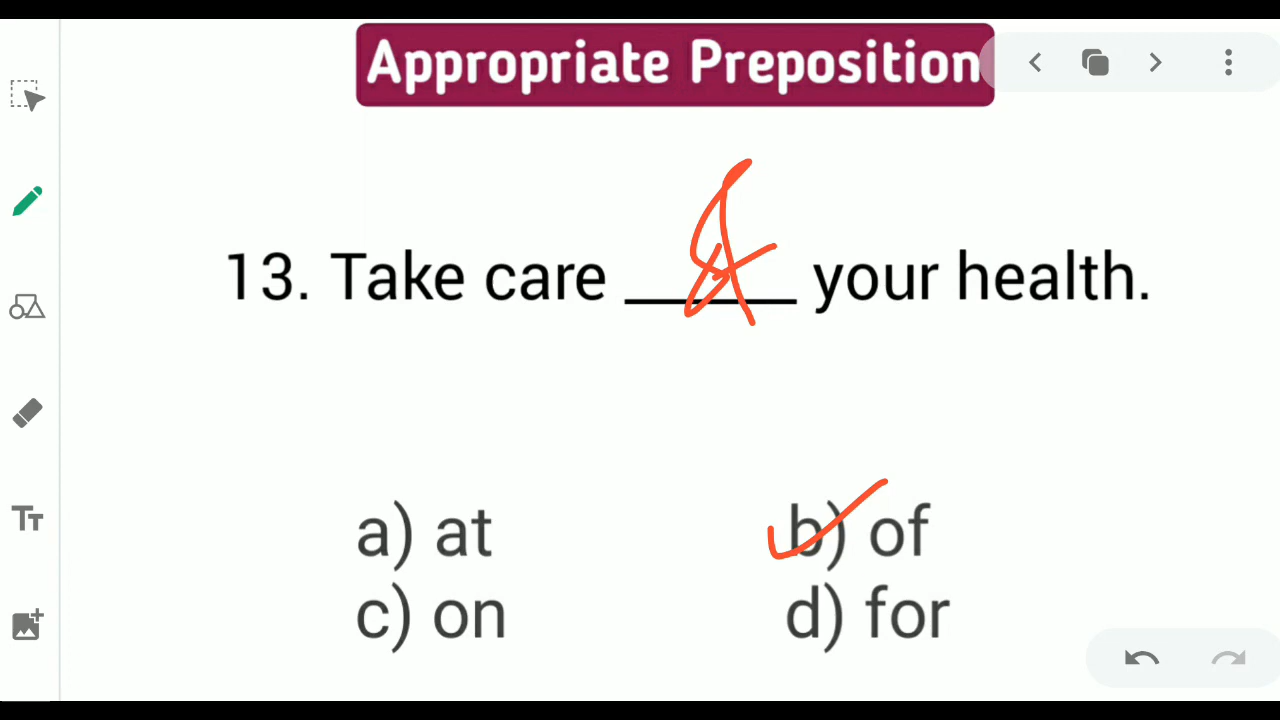 Appropriate Preposition
13. Take care ______ your health.
a) at
b) of
c) on
d) for